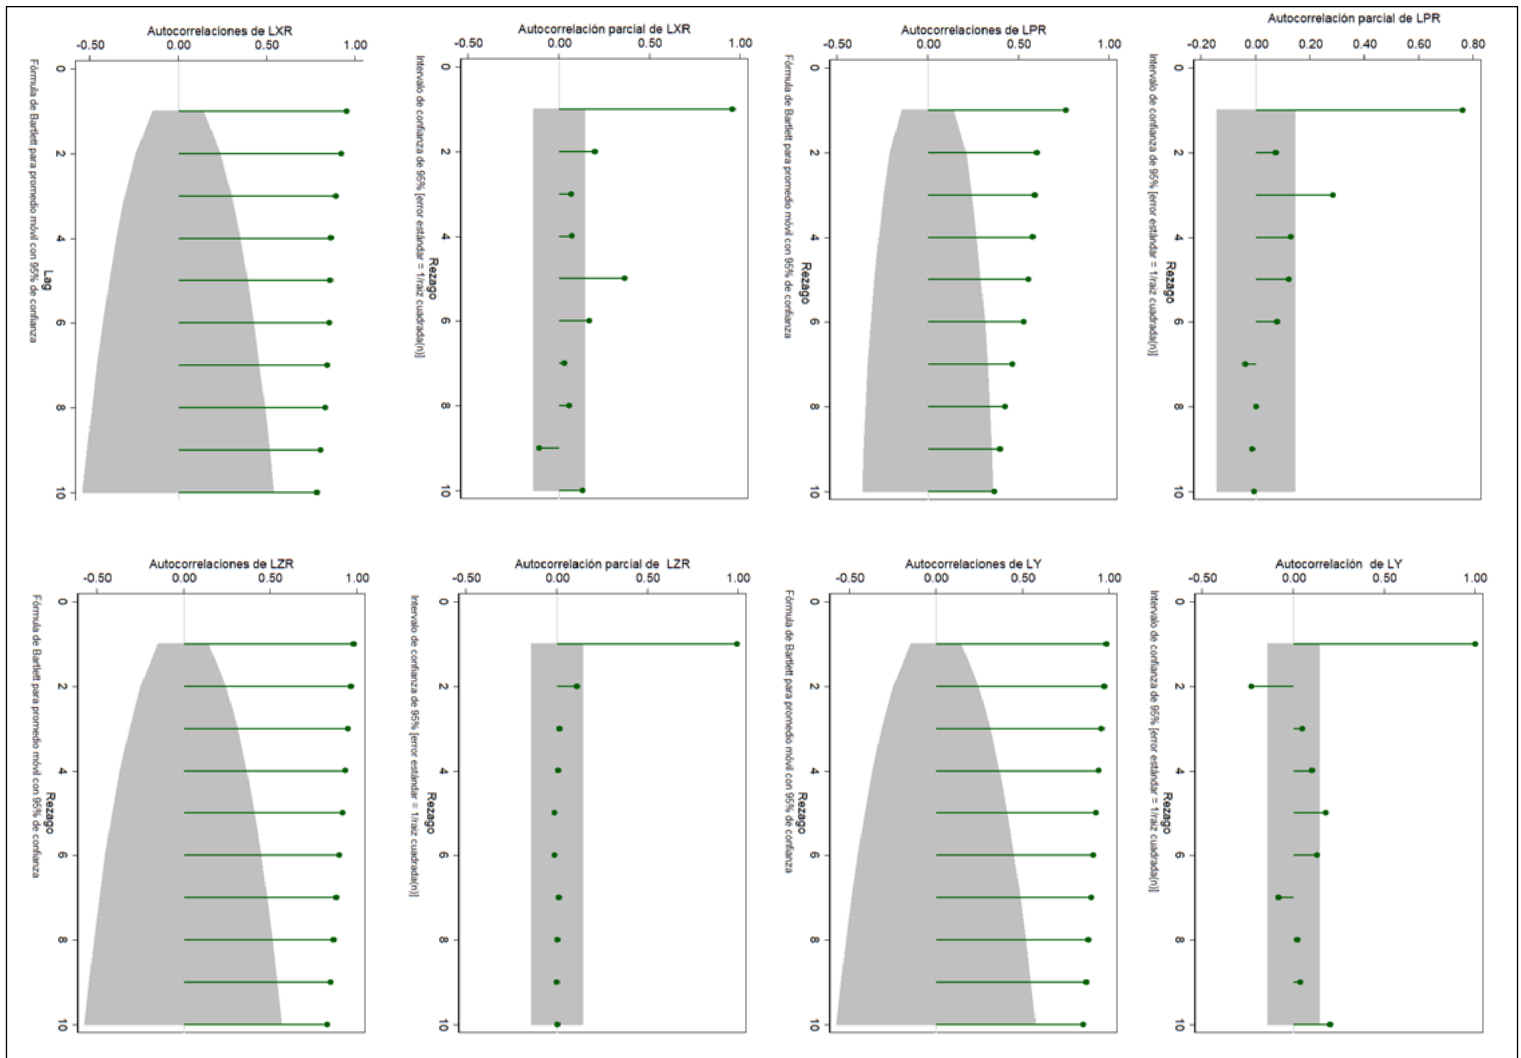 Autocorrelaciones de LXR
-0.50 0.00 0.50 1.00
0 2 4 6 8 10
Lag
Fórmula de Bartlett para promedio móvil con 95% de confianza
Autocorrelación parcial de LXR
-0.50 0.00 0.50 1.00
0 2 4 6 8 10
Rezago
Intervalo de confianza de 95% [error estándar = 1/raiz cuadrada(n)]
Autocorrelaciones de LPR
-0.50 0.00 0.50 1.00
0 2 4 6 8 10
Rezago
Fórmula de Bartlett para promedio móvil con 95% de confianza
Autocorrelación parcial de LPR
-0.20 0.00 0.20 0.40 0.60 0.80
0 2 4 6 8 10
Rezago
Intervalo de confianza de 95% [error estándar = 1/raiz cuadrada(n)]
Autocorrelaciones de LZR
-0.50 0.00 0.50 1.00
0 2 4 6 8 10
Rezago
Fórmula de Bartlett para promedio móvil con 95% de confianza
Autocorrelación parcial de LZR
-0.50 0.00 0.50 1.00
0 2 4 6 8 10
Rezago
Intervalo de confianza de 95% [error estándar = 1/raiz cuadrada(n)]
Autocorrelaciones de LY
-0.50 0.00 0.50 1.00
0 2 4 6 8 10
Rezago
Fórmula de Bartlett para promedio móvil con 95% de confianza
Autocorrelación de LY
-0.50 0.00 0.50 1.00
0 2 4 6 8 10
Rezago
Intervalo de confianza de 95% [error estándar = 1/raiz cuadrada(n)]